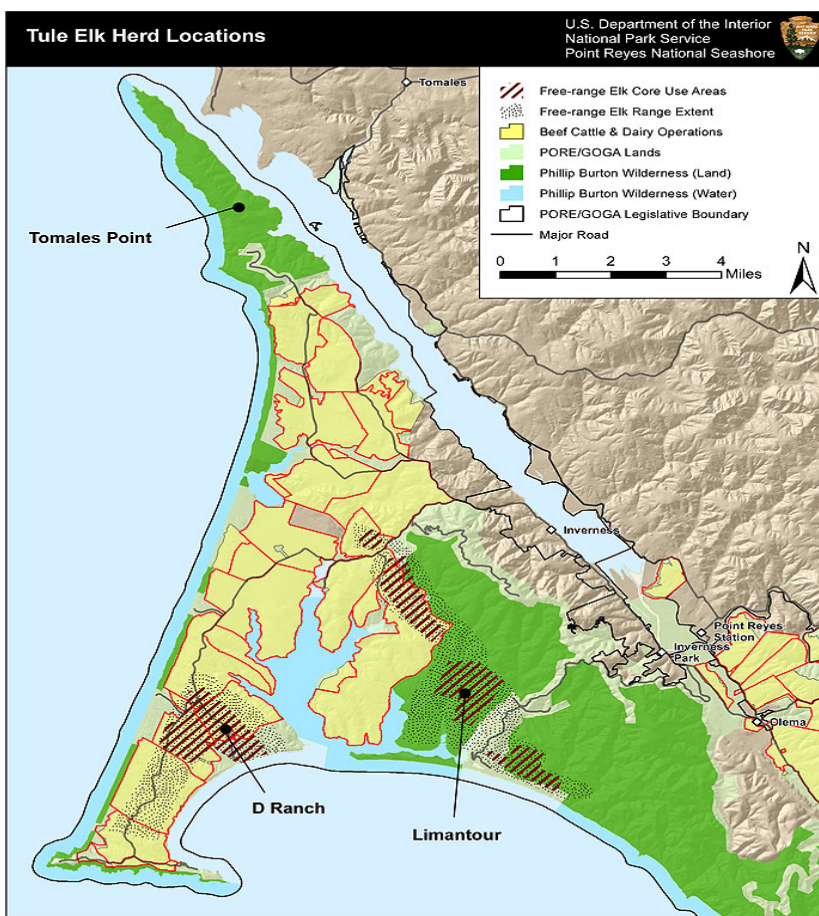 Tule Elk Herd Locations
U.S. Department of the Interior
National Park Service
Point Reyes National Seashore
Free-range Elk Core Use Areas
Free-range Elk Range Extent
Beef Cattle & Dairy Operations
PORE/GOGA Lands
Phillip Burton Wilderness (Land)
Phillip Burton Wilderness (Water)
PORE/GOGA Legislative Boundary
Major Road
N
0 1 2 3 4
Miles
Tomales
Tomales Point
Inverness
Point Reyes
Station
Inverness
Park
Olema
D Ranch
Limantour